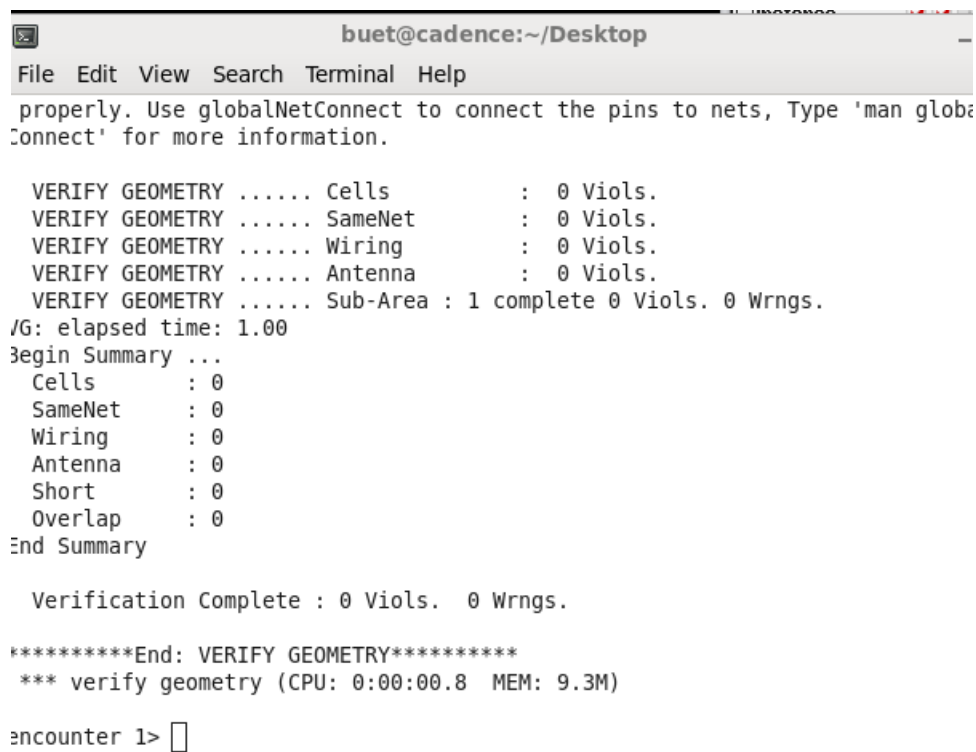 buet@cadence:~/Desktop
File Edit View Search Terminal Help
properly. Use globalNetConnect to connect the pins to nets, Type 'man globa
Connect' for more information.
VERIFY GEOMETRY ...... Cells : 0 Viols.
VERIFY GEOMETRY ...... SameNet : 0 Viols.
VERIFY GEOMETRY ...... Wiring : 0 Viols.
VERIFY GEOMETRY ...... Antenna : 0 Viols.
VERIFY GEOMETRY ...... Sub-Area : 1 complete 0 Viols. 0 Wrngs.
VG: elapsed time: 1.00
Begin Summary ...
Cells : 0
SameNet : 0
Wiring : 0
Antenna : 0
Short : 0
Overlap : 0
End Summary
Verification Complete : 0 Viols. 0 Wrngs.
**********End: VERIFY GEOMETRY**********
*** verify geometry (CPU: 0:00:00.8 MEM: 9.3M)
encounter 1>